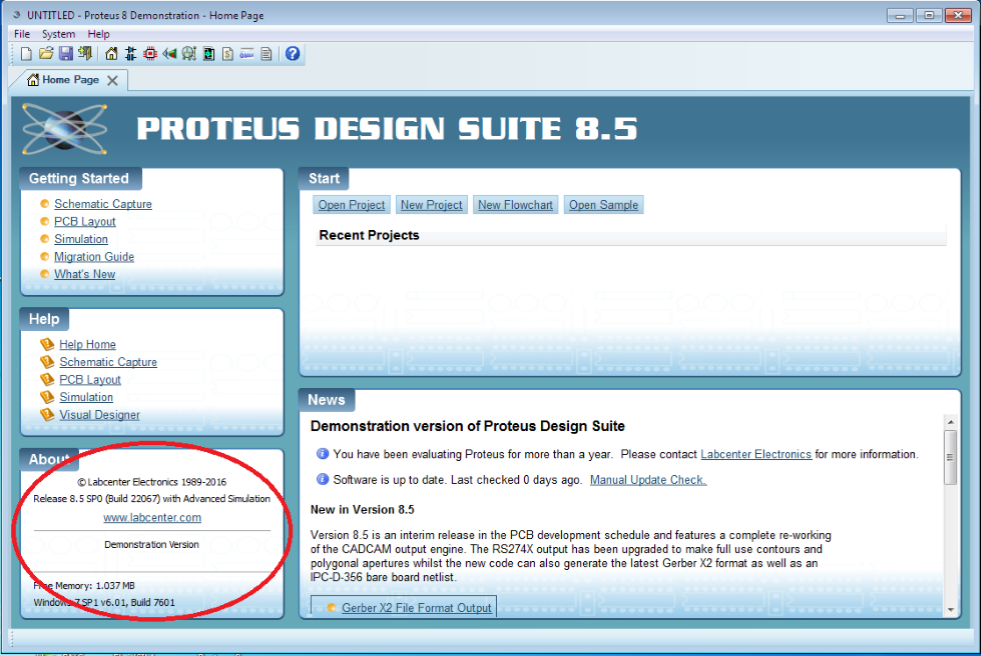 UNTITLED - Proteus 8 Demonstration - Home Page
File System Help
Home Page
PROTEUS DESIGN SUITE 8.5
Getting Started
Schematic Capture
PCB Layout
Simulation
Migration Guide
What's New
Help
Help Home
Schematic Capture
PCB Layout
Simulation
Visual Designer
About
© Labcenter Electronics 1989-2016
Release 8.5 SP0 (Build 22067) with Advanced Simulation
www.labcenter.com
Demonstration Version
Free Memory: 1.037 MB
Windows 7 SP1 v6.01, Build 7601
Start
Open Project New Project New Flowchart Open Sample
Recent Projects
News
Demonstration version of Proteus Design Suite
You have been evaluating Proteus for more than a year. Please contact Labcenter Electronics for more information.
Software is up to date. Last checked 0 days ago. Manual Update Check.
New in Version 8.5
Version 8.5 is an interim release in the PCB development schedule and features a complete re-working
of the CADCAM output engine. The RS274X output has been upgraded to make full use contours and
polygonal apertures whilst the new code can also generate the latest Gerber X2 format as well as an
IPC-D-356 bare board netlist.
Gerber X2 File Format Output